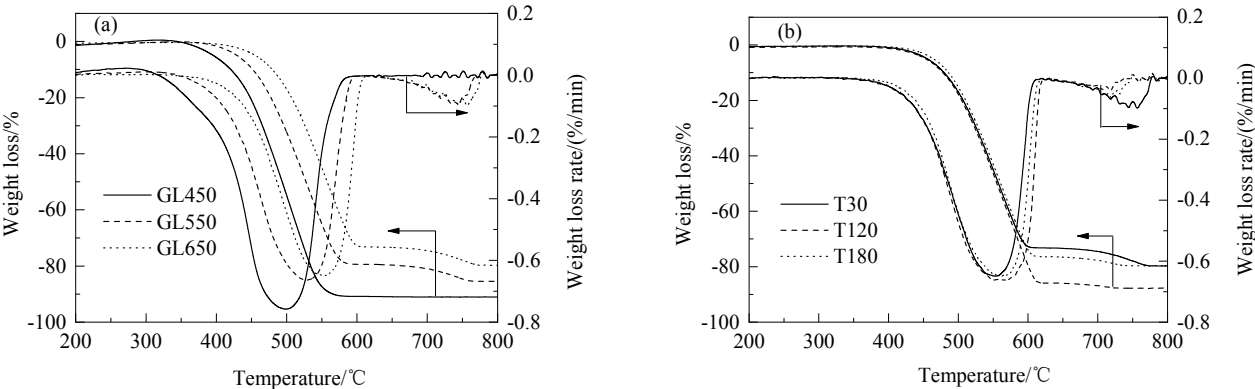 (a)
0
-20
-40
-60
-80
-100
Weight loss/%
0.2
0.0
-0.2
-0.4
-0.6
-0.8
Weight loss rate/(%/min)
GL450
GL550
GL650
200 300 400 500 600 700 800
Temperature/℃
(b)
0
-20
-40
-60
-80
-100
Weight loss/%
0.2
0.0
-0.2
-0.4
-0.6
-0.8
Weight loss rate/(%/min)
T30
T120
T180
200 300 400 500 600 700 800
Temperature/℃